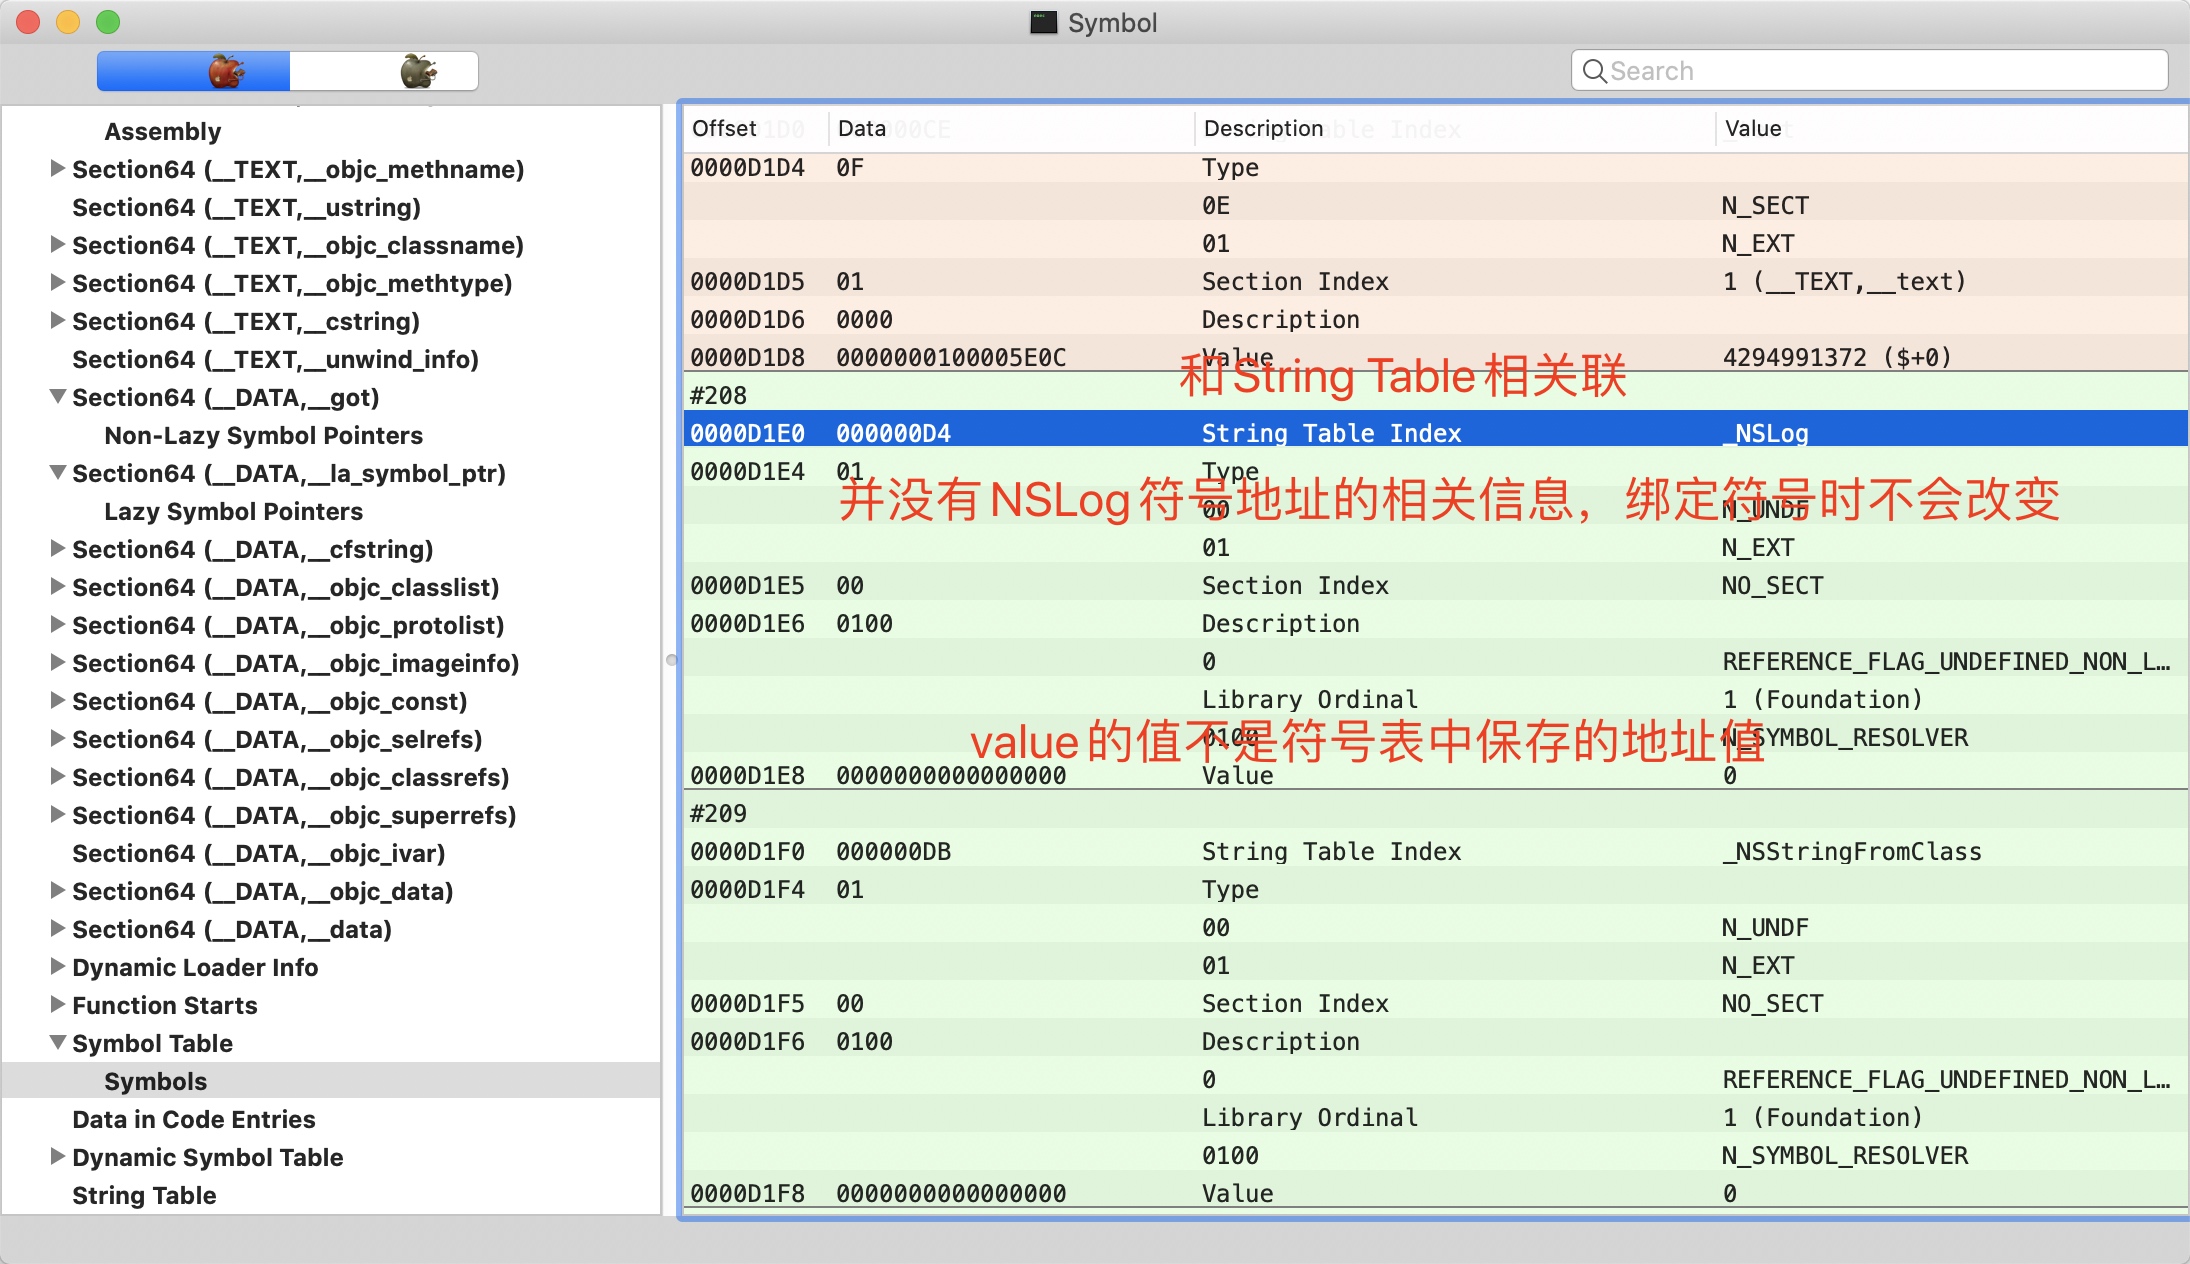 Symbol
Search
Assembly
Section64 (__TEXT,__objc_methname)
Section64 (__TEXT,__ustring)
Section64 (__TEXT,__objc_classname)
Section64 (__TEXT,__objc_methtype)
Section64 (__TEXT,__cstring)
Section64 (__TEXT,__unwind_info)
Section64 (__DATA,__got)
Non-Lazy Symbol Pointers
Section64 (__DATA,__la_symbol_ptr)
Lazy Symbol Pointers
Section64 (__DATA,__cfstring)
Section64 (__DATA,__objc_classlist)
Section64 (__DATA,__objc_protolist)
Section64 (__DATA,__objc_imageinfo)
Section64 (__DATA,__objc_const)
Section64 (__DATA,__objc_selrefs)
Section64 (__DATA,__objc_classrefs)
Section64 (__DATA,__objc_superrefs)
Section64 (__DATA,__objc_ivar)
Section64 (__DATA,__objc_data)
Section64 (__DATA,__data)
Dynamic Loader Info
Function Starts
Symbol Table
Symbols
Data in Code Entries
Dynamic Symbol Table
String Table
Offset Data Description Value
0000D1D4 0F Type
0E N_SECT
01 N_EXT
0000D1D5 01 Section Index 1 (__TEXT,__text)
0000D1D6 0000 Description
0000D1D8 0000000100005E0C Value 4294991372 ($+0)
和String Table相关联
#208
0000D1E0 000000D4 String Table Index _NSLog
0000D1E4 01 Type
并没有NSLog符号地址的相关信息，绑定符号时不会改变
00 N_UNDF
01 N_EXT
0000D1E5 00 Section Index NO_SECT
0000D1E6 0100 Description
0 REFERENCE_FLAG_UNDEFINED_NON_L…
Library Ordinal 1 (Foundation)
value的值不是符号表中保存的地址值
0100 N_SYMBOL_RESOLVER
0000D1E8 0000000000000000 Value 0
#209
0000D1F0 000000DB String Table Index _NSStringFromClass
0000D1F4 01 Type
00 N_UNDF
01 N_EXT
0000D1F5 00 Section Index NO_SECT
0000D1F6 0100 Description
0 REFERENCE_FLAG_UNDEFINED_NON_L…
Library Ordinal 1 (Foundation)
0100 N_SYMBOL_RESOLVER
0000D1F8 0000000000000000 Value 0